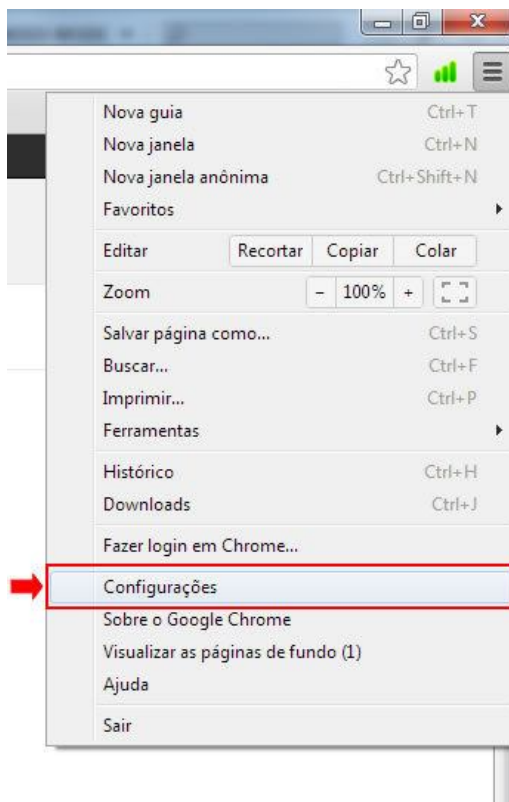 Nova guia Ctrl+T
Nova janela Ctrl+N
Nova janela anônima Ctrl+Shift+N
Favoritos
Editar Recortar Copiar Colar
Zoom - 100% +
Salvar página como... Ctrl+S
Buscar... Ctrl+F
Imprimir... Ctrl+P
Ferramentas
Histórico Ctrl+H
Downloads Ctrl+J
Fazer login em Chrome...
Configurações
Sobre o Google Chrome
Visualizar as páginas de fundo (1)
Ajuda
Sair